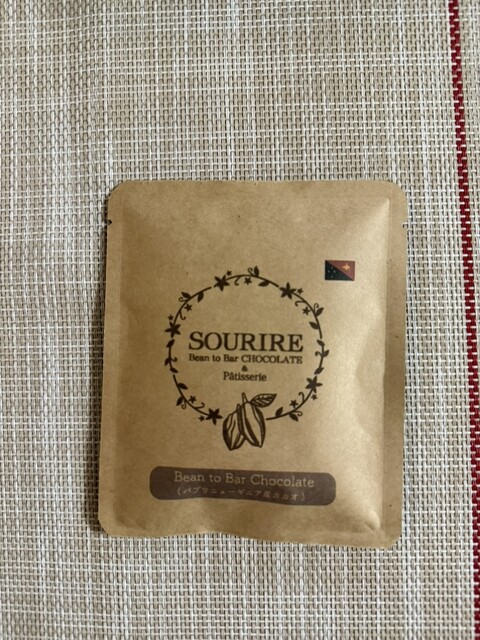 SOURIRE
Bean to Bar CHOCOLATE
&
Pâtisserie
Bean to Bar Chocolate
(パプアニューギニア産カカオ)